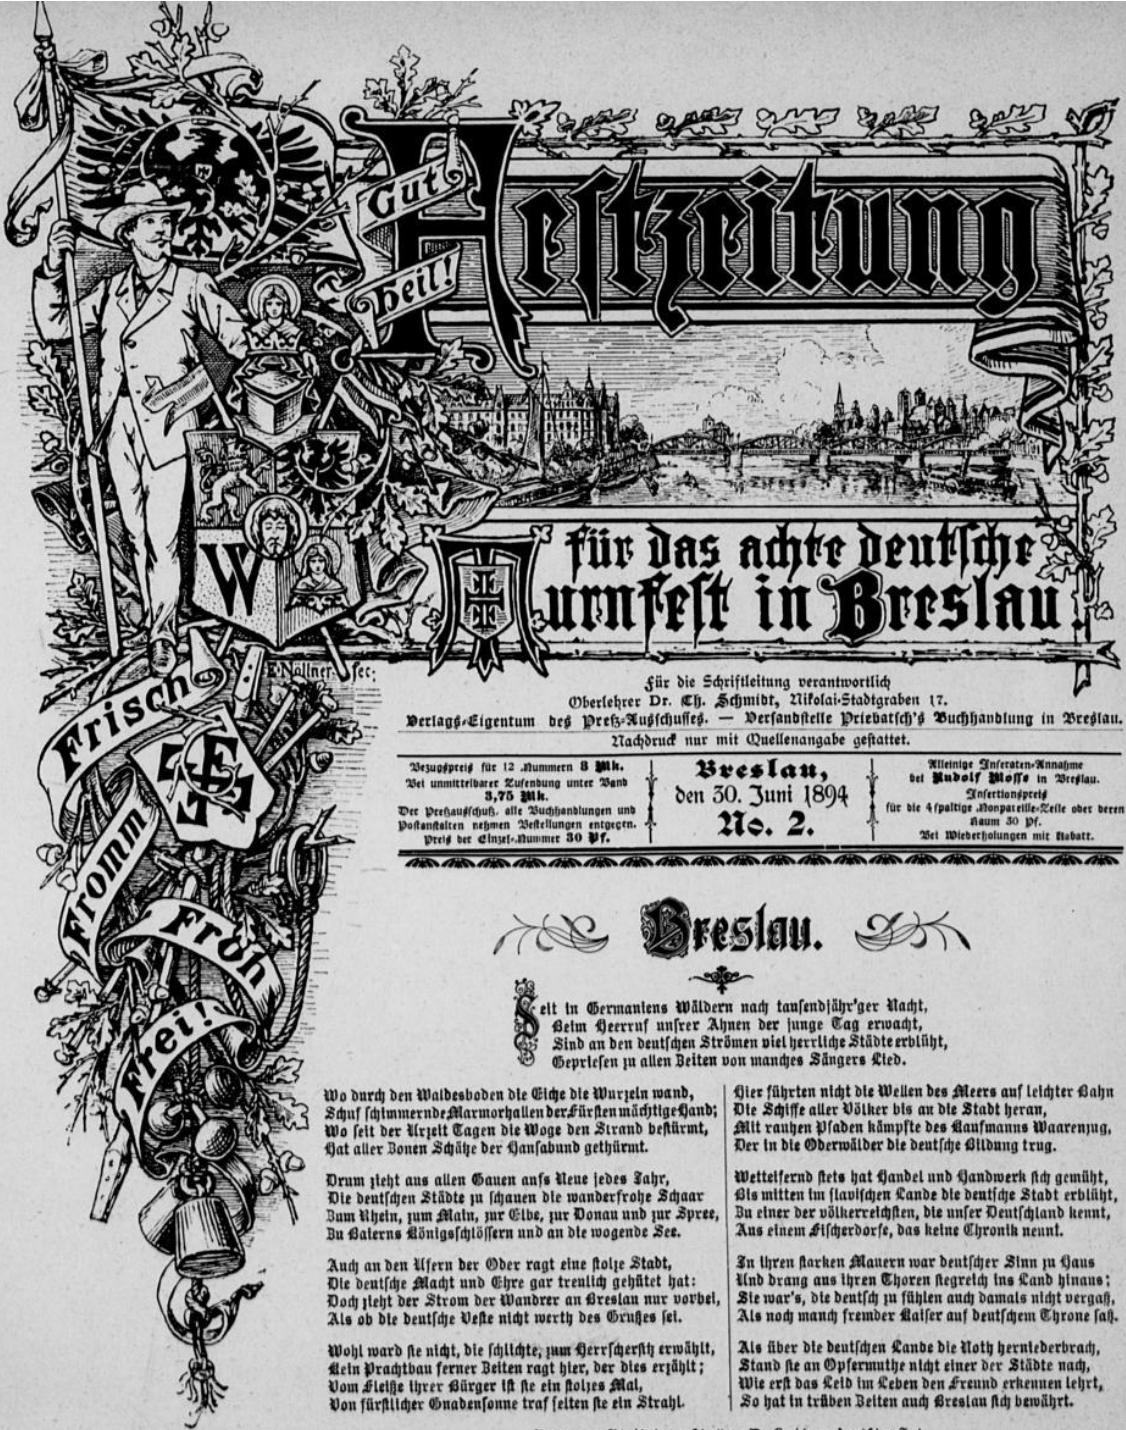 Gut
Heil!
Festzeitung
für das achte deutsche
Turnfest in Breslau
W
E. Nöllner sec:
Frisch
Fromm
Fröh
Frei!
Für die Schriftleitung verantwortlich
Oberlehrer Dr. Th. Schmidt, Nikolai-Stadtgraben 17.
Verlags-Eigentum des Preß-Ausschusses. — Versandstelle Priebatsch's Buchhandlung in Breslau.
Nachdruck nur mit Quellenangabe gestattet.
Bezugspreis für 12 Nummern 3 Mk.
Bei unmittelbarer Zusendung unter Band
3,75 Mk.
Der Preßausschuß, alle Buchhandlungen und
Postanstalten nehmen Bestellungen entgegen.
Preis der Einzel-Nummer 30 Pf.
Breslau,
den 30. Juni 1894
No. 2.
Alleinige Inseraten-Annahme
bei Rudolf Mosse in Breslau.
Insertionspreis
für die 4spaltige Nonpareille-Zeile oder deren
Raum 30 Pf.
Bei Wiederholungen mit Rabatt.
Breslau.
Seit in Germaniens Wäldern nach tausendjähr'ger Nacht,
Beim Heerruf unsrer Ahnen der junge Tag erwacht,
Sind an den deutschen Strömen viel herrliche Städte erblüht,
Gepriesen zu allen Zeiten von manches Sängers Lied.
Wo durch den Waldesboden die Eiche die Wurzeln wand,
Schuf schimmernde Marmorhallen der Fürsten mächtige Hand;
Wo seit der Urzeit Tagen die Woge den Strand bestürmt,
Hat aller Zonen Schätze der Hansabund gethürmt.
Drum zieht aus allen Gauen aufs Neue jedes Jahr,
Die deutschen Städte zu schauen die wanderfrohe Schaar
Zum Rhein, zum Main, zur Elbe, zur Donau und zur Spree,
Zu Baierns Königsschlössern und an die wogende See.
Auch an den Ufern der Oder ragt eine stolze Stadt,
Die deutsche Macht und Ehre gar treulich gehütet hat:
Doch zieht der Strom der Wandrer an Breslau nur vorbei,
Als ob die deutsche Veste nicht werth des Grußes sei.
Wohl ward sie nicht, die schlichte, zum Herrschersitz erwählt,
Kein Prachtbau ferner Zeiten ragt hier, der dies erzählt;
Vom Fleiße ihrer Bürger ist sie ein stolzes Mal,
Von fürstlicher Gnadensonne traf selten sie ein Strahl.
Hier führten nicht die Wellen des Meers auf leichter Bahn
Die Schiffe aller Völker bis an die Stadt heran,
Mit rauhen Pfaden kämpfte des Kaufmanns Waarenzug,
Der in die Oderwälder die deutsche Bildung trug.
Wetteifernd stets hat Handel und Handwerk sich gemüht,
Bis mitten im slavischen Lande die deutsche Stadt erblüht,
Zu einer der völkerreichsten, die unser Deutschland kennt,
Aus einem Fischerdorfe, das keine Chronik nennt.
In ihren starken Mauern war deutscher Sinn zu Haus
Und drang aus ihren Thoren siegreich ins Land hinaus;
Sie war's, die deutsch zu fühlen auch damals nicht vergaß,
Als noch manch fremder Kaiser auf deutschem Throne saß.
Als über die deutschen Lande die Noth herniederbrach,
Stand sie an Opfermuthe nicht einer der Städte nach,
Wie erst das Leid im Leben den Freund erkennen lehrt,
So hat in trüben Zeiten auch Breslau sich bewährt.